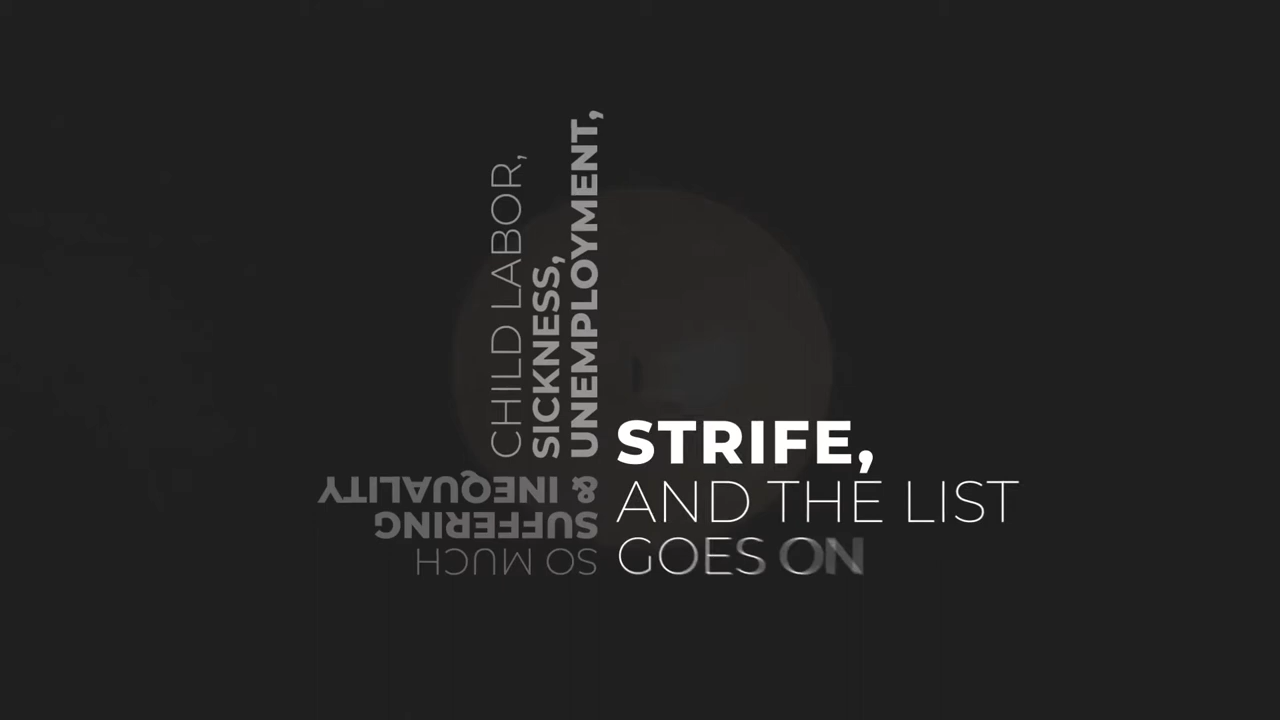 SO MUCH
SUFFERING
& INEQUALITY
CHILD LABOR,
SICKNESS,
UNEMPLOYMENT,
STRIFE,
AND THE LIST
GOES ON